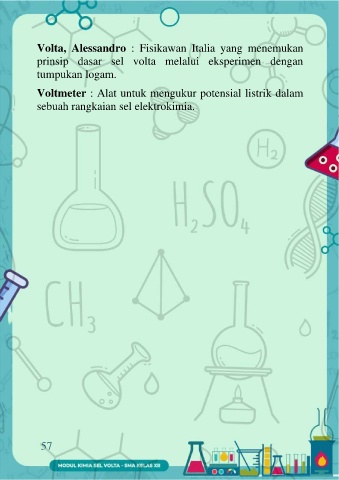 Volta, Alessandro : Fisikawan Italia yang menemukan
prinsip dasar sel volta melalui eksperimen dengan
tumpukan logam.
Voltmeter : Alat untuk mengukur potensial listrik dalam
sebuah rangkaian sel elektrokimia.
H₂
H₂SO₄
CH₃
57
MODUL KIMIA SEL VOLTA - SMA KELAS XII